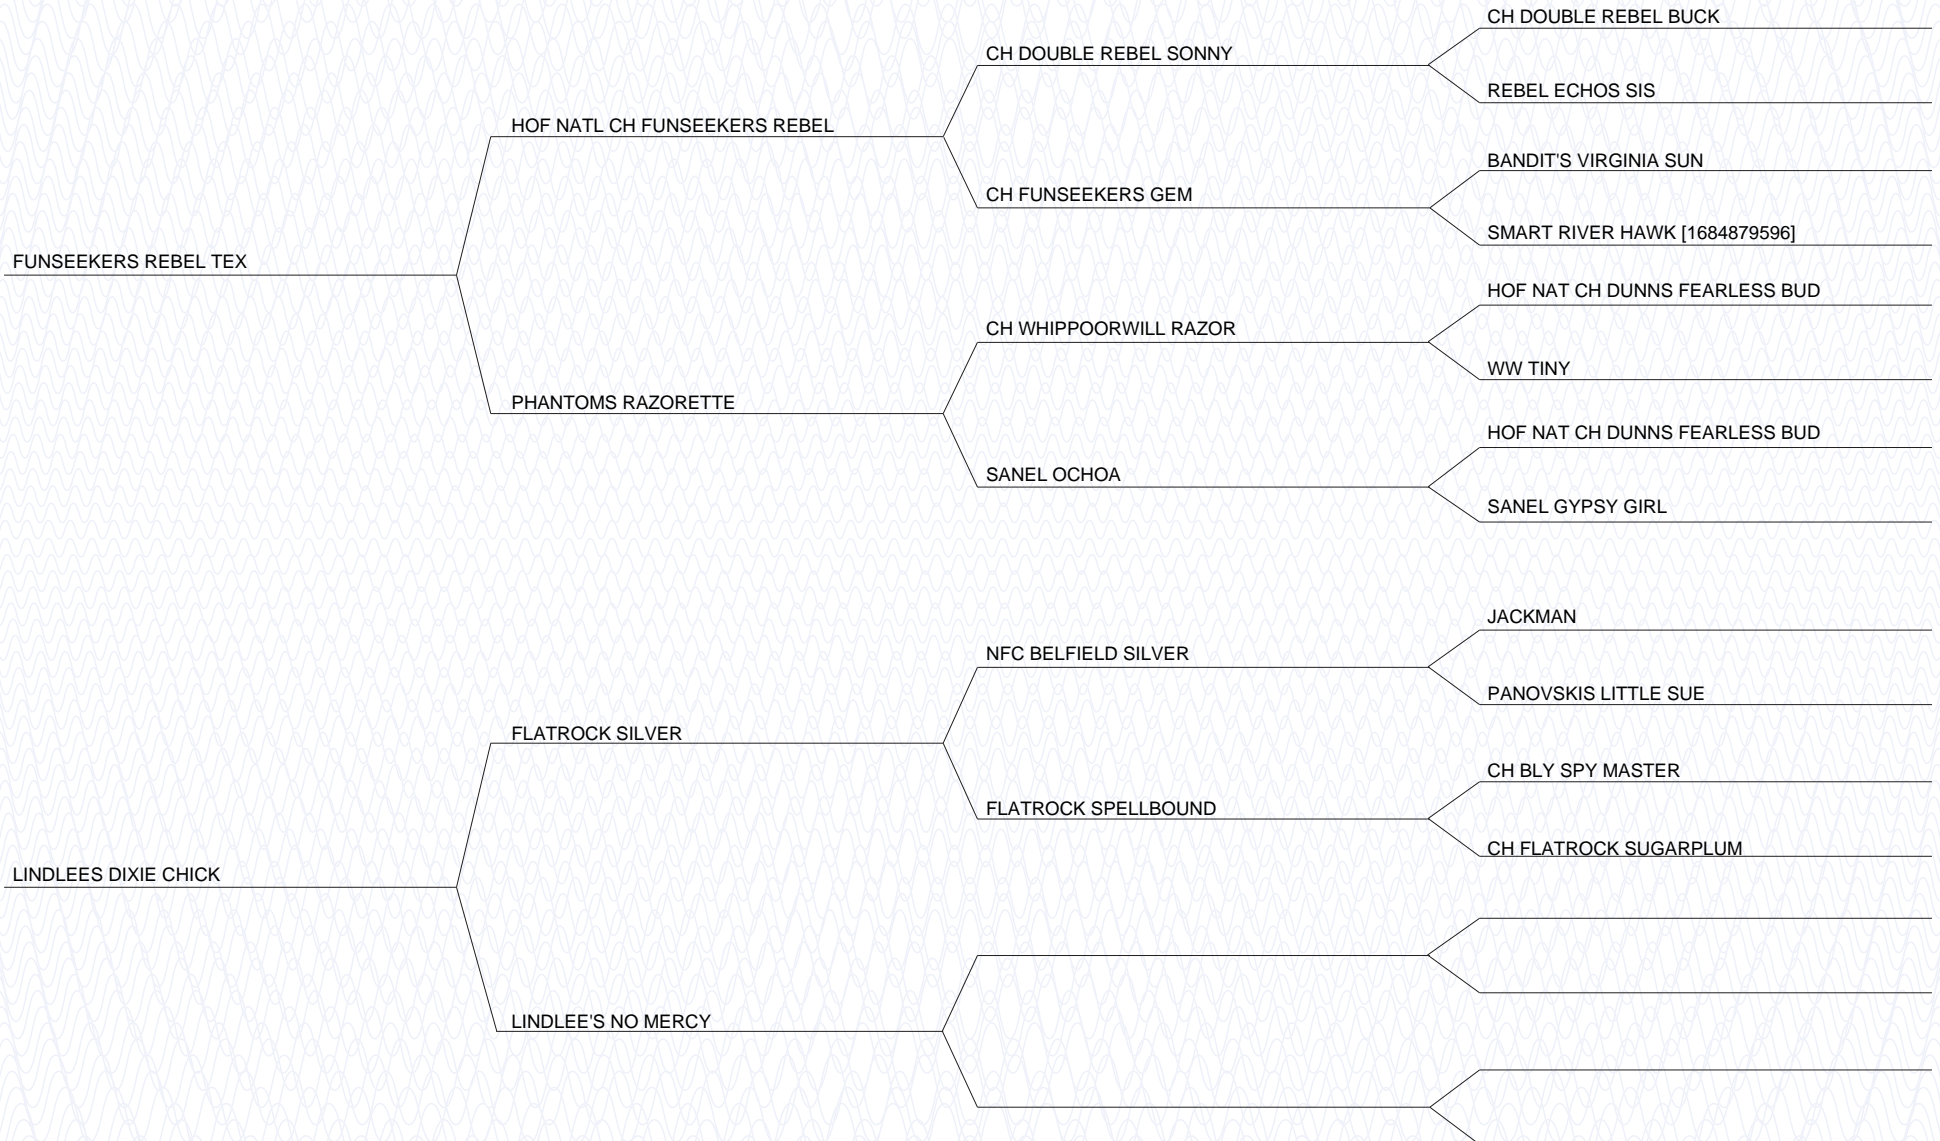 CH DOUBLE REBEL BUCK
CH DOUBLE REBEL SONNY
REBEL ECHOS SIS
HOF NATL CH FUNSEEKERS REBEL
BANDIT'S VIRGINIA SUN
CH FUNSEEKERS GEM
SMART RIVER HAWK [1684879596]
FUNSEEKERS REBEL TEX
HOF NAT CH DUNNS FEARLESS BUD
CH WHIPPOORWILL RAZOR
WW TINY
PHANTOMS RAZORETTE
HOF NAT CH DUNNS FEARLESS BUD
SANEL OCHOA
SANEL GYPSY GIRL
JACKMAN
NFC BELFIELD SILVER
PANOVSKIS LITTLE SUE
FLATROCK SILVER
CH BLY SPY MASTER
FLATROCK SPELLBOUND
CH FLATROCK SUGARPLUM
LINDLEES DIXIE CHICK
LINDLEE'S NO MERCY